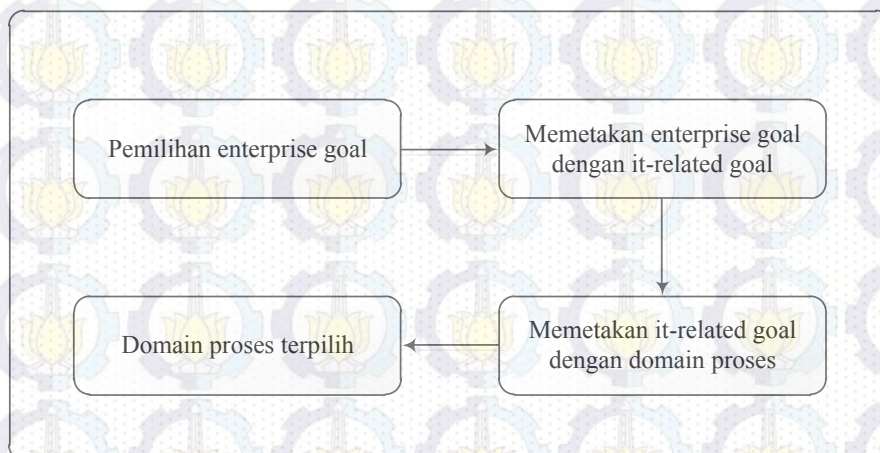 Pemilihan enterprise goal
Memetakan enterprise goal
dengan it-related goal
Memetakan it-related goal
dengan domain proses
Domain proses terpilih